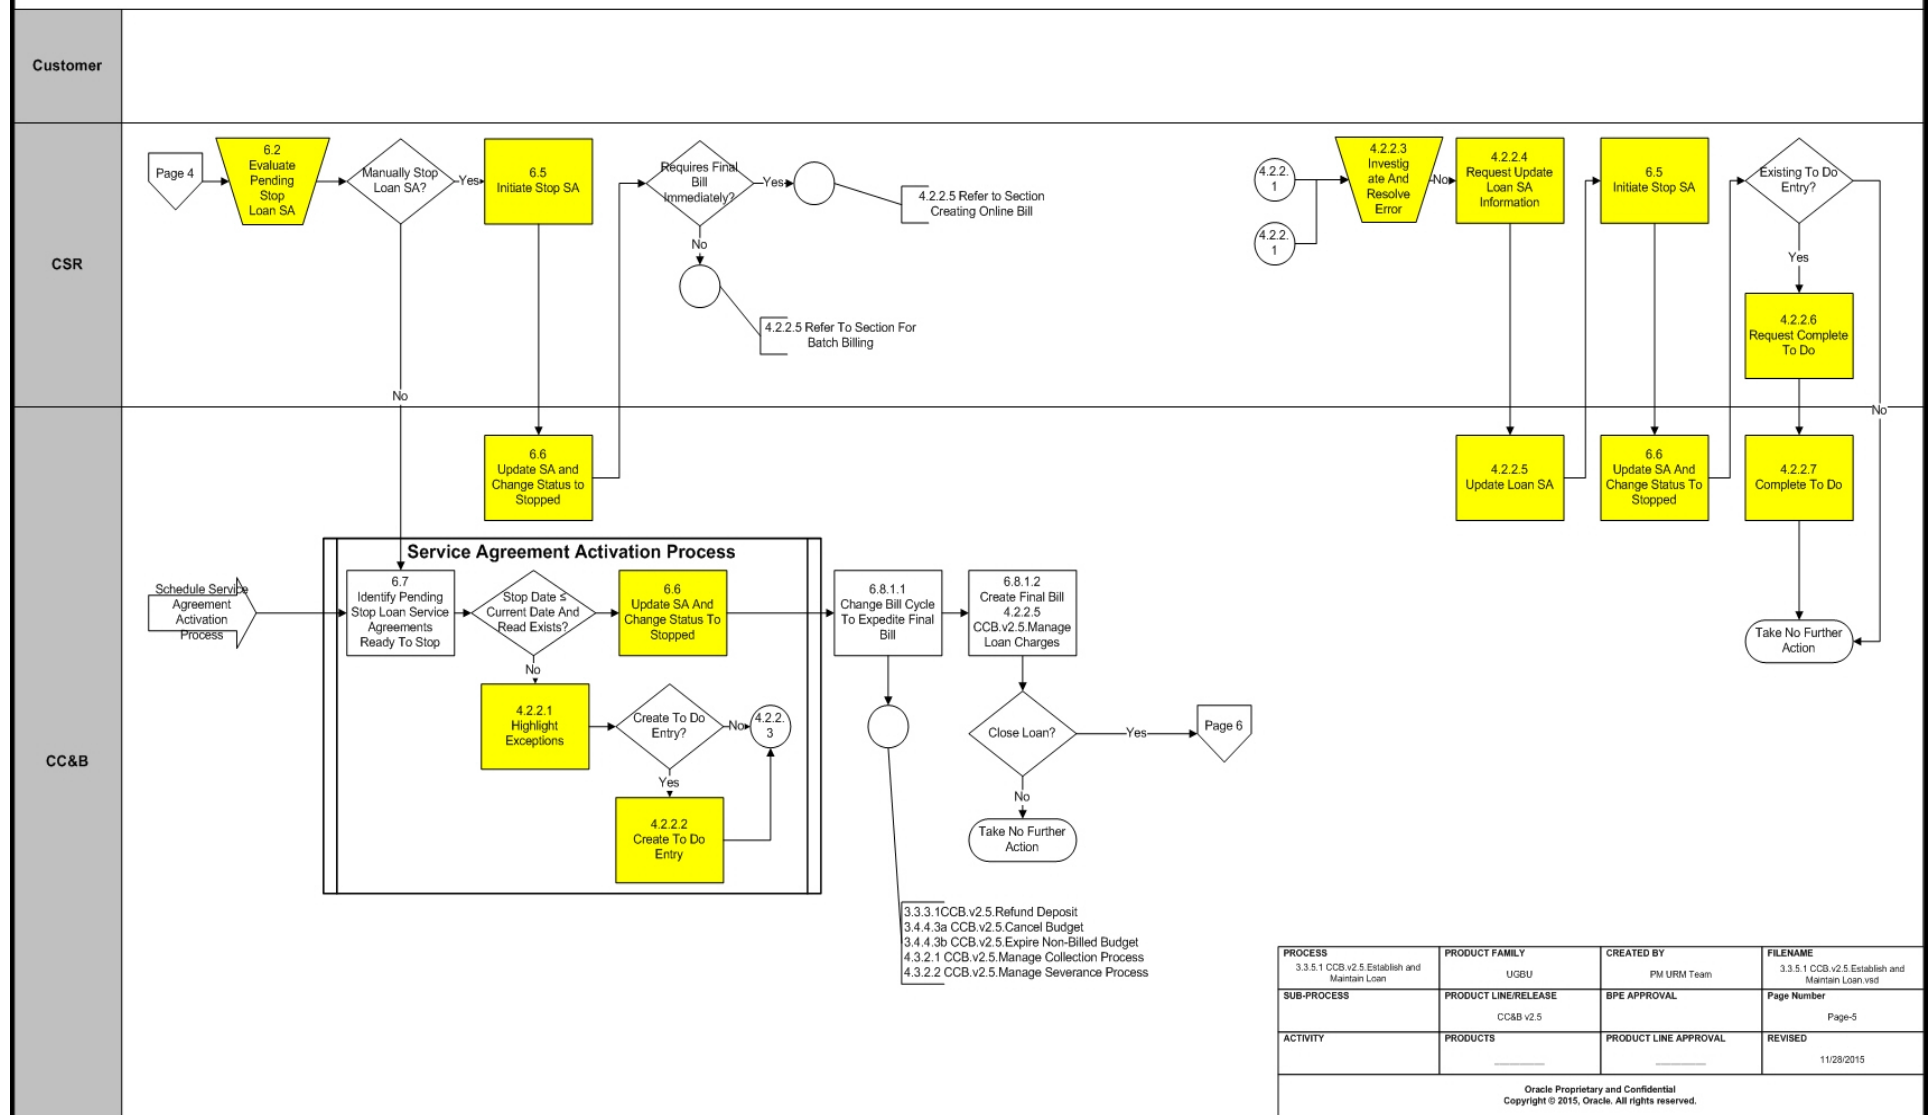 Customer
CSR
CC&B
Page 4
6.2
Evaluate
Pending
Stop
Loan SA
Manually Stop
Loan SA?
Yes
No
6.5
Initiate Stop SA
6.6
Update SA and
Change Status to
Stopped
Requires Final
Bill
Immediately?
Yes
No
4.2.2.5 Refer to Section
Creating Online Bill
4.2.2.5 Refer To Section For
Batch Billing
4.2.2.
1
4.2.2.
1
4.2.2.3
Investig
ate And
Resolve
Error
No
4.2.2.4
Request Update
Loan SA
Information
4.2.2.5
Update Loan SA
6.5
Initiate Stop SA
6.6
Update SA And
Change Status To
Stopped
Existing To Do
Entry?
Yes
No
4.2.2.6
Request Complete
To Do
4.2.2.7
Complete To Do
Take No Further
Action
Schedule Service
Agreement
Activation
Process
Service Agreement Activation Process
6.7
Identify Pending
Stop Loan Service
Agreements
Ready To Stop
Stop Date ≤
Current Date And
Read Exists?
No
6.6
Update SA And
Change Status To
Stopped
4.2.2.1
Highlight
Exceptions
Create To Do
Entry?
No
Yes
4.2.2.
3
4.2.2.2
Create To Do
Entry
6.8.1.1
Change Bill Cycle
To Expedite Final
Bill
6.8.1.2
Create Final Bill
4.2.2.5
CCB.v2.5.Manage
Loan Charges
Close Loan?
Yes
No
Page 6
Take No Further
Action
3.3.3.1CCB.v2.5.Refund Deposit
3.4.4.3a CCB.v2.5.Cancel Budget
3.4.4.3b CCB.v2.5.Expire Non-Billed Budget
4.3.2.1 CCB.v2.5.Manage Collection Process
4.3.2.2 CCB.v2.5.Manage Severance Process
PROCESS
3.3.5.1 CCB.v2.5.Establish and
Maintain Loan
PRODUCT FAMILY
UGBU
CREATED BY
PM URM Team
FILENAME
3.3.5.1 CCB.v2.5.Establish and
Maintain Loan.vsd
SUB-PROCESS
PRODUCT LINE/RELEASE
CC&B v2.5
BPE APPROVAL
Page Number
Page-5
ACTIVITY
PRODUCTS
PRODUCT LINE APPROVAL
REVISED
11/28/2015
Oracle Proprietary and Confidential
Copyright © 2015, Oracle. All rights reserved.